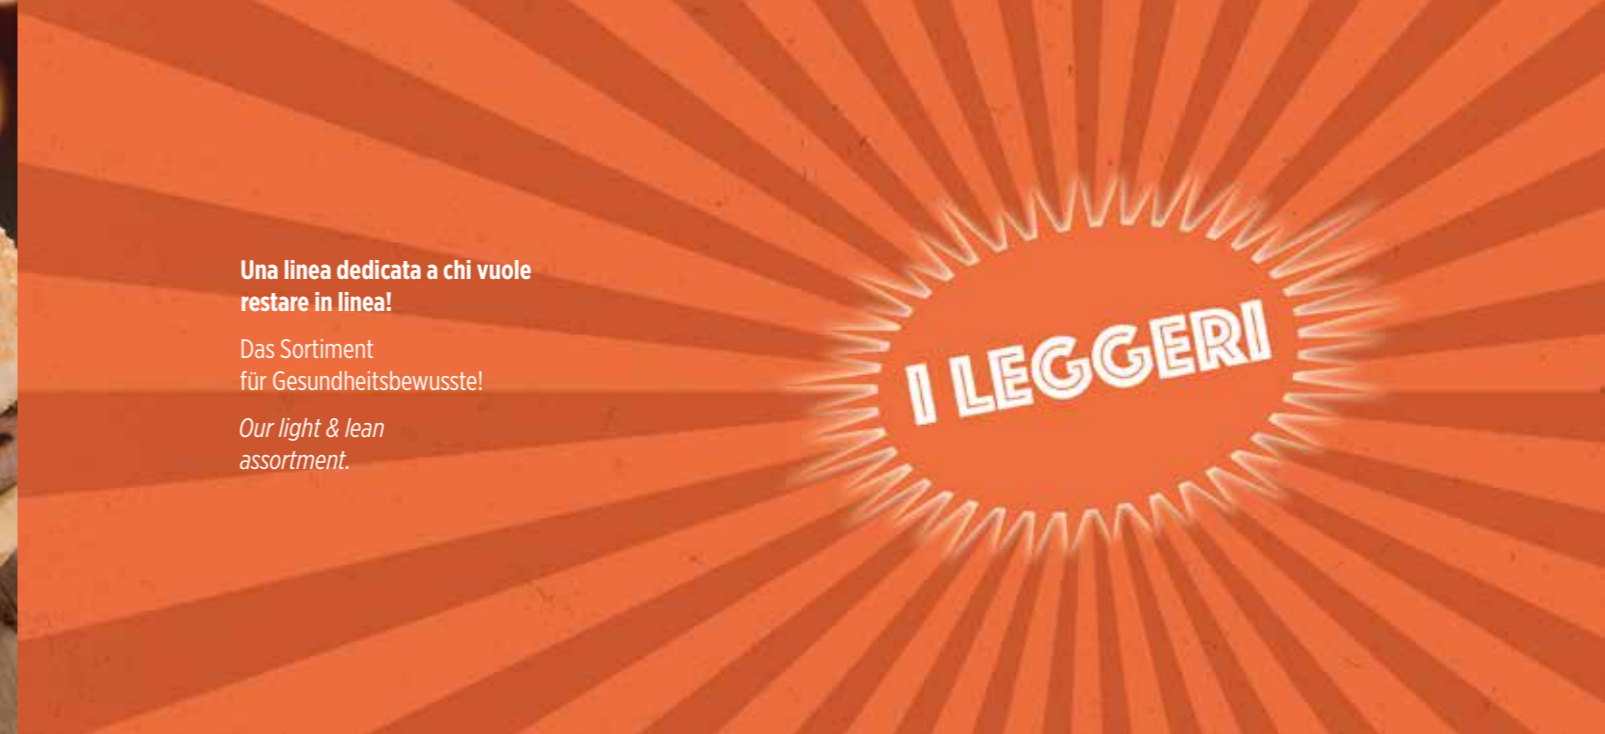 Una linea dedicata a chi vuole
restare in linea!
Das Sortiment
für Gesundheitsbewusste!
Our light & lean
assortment.
I LEGGERI